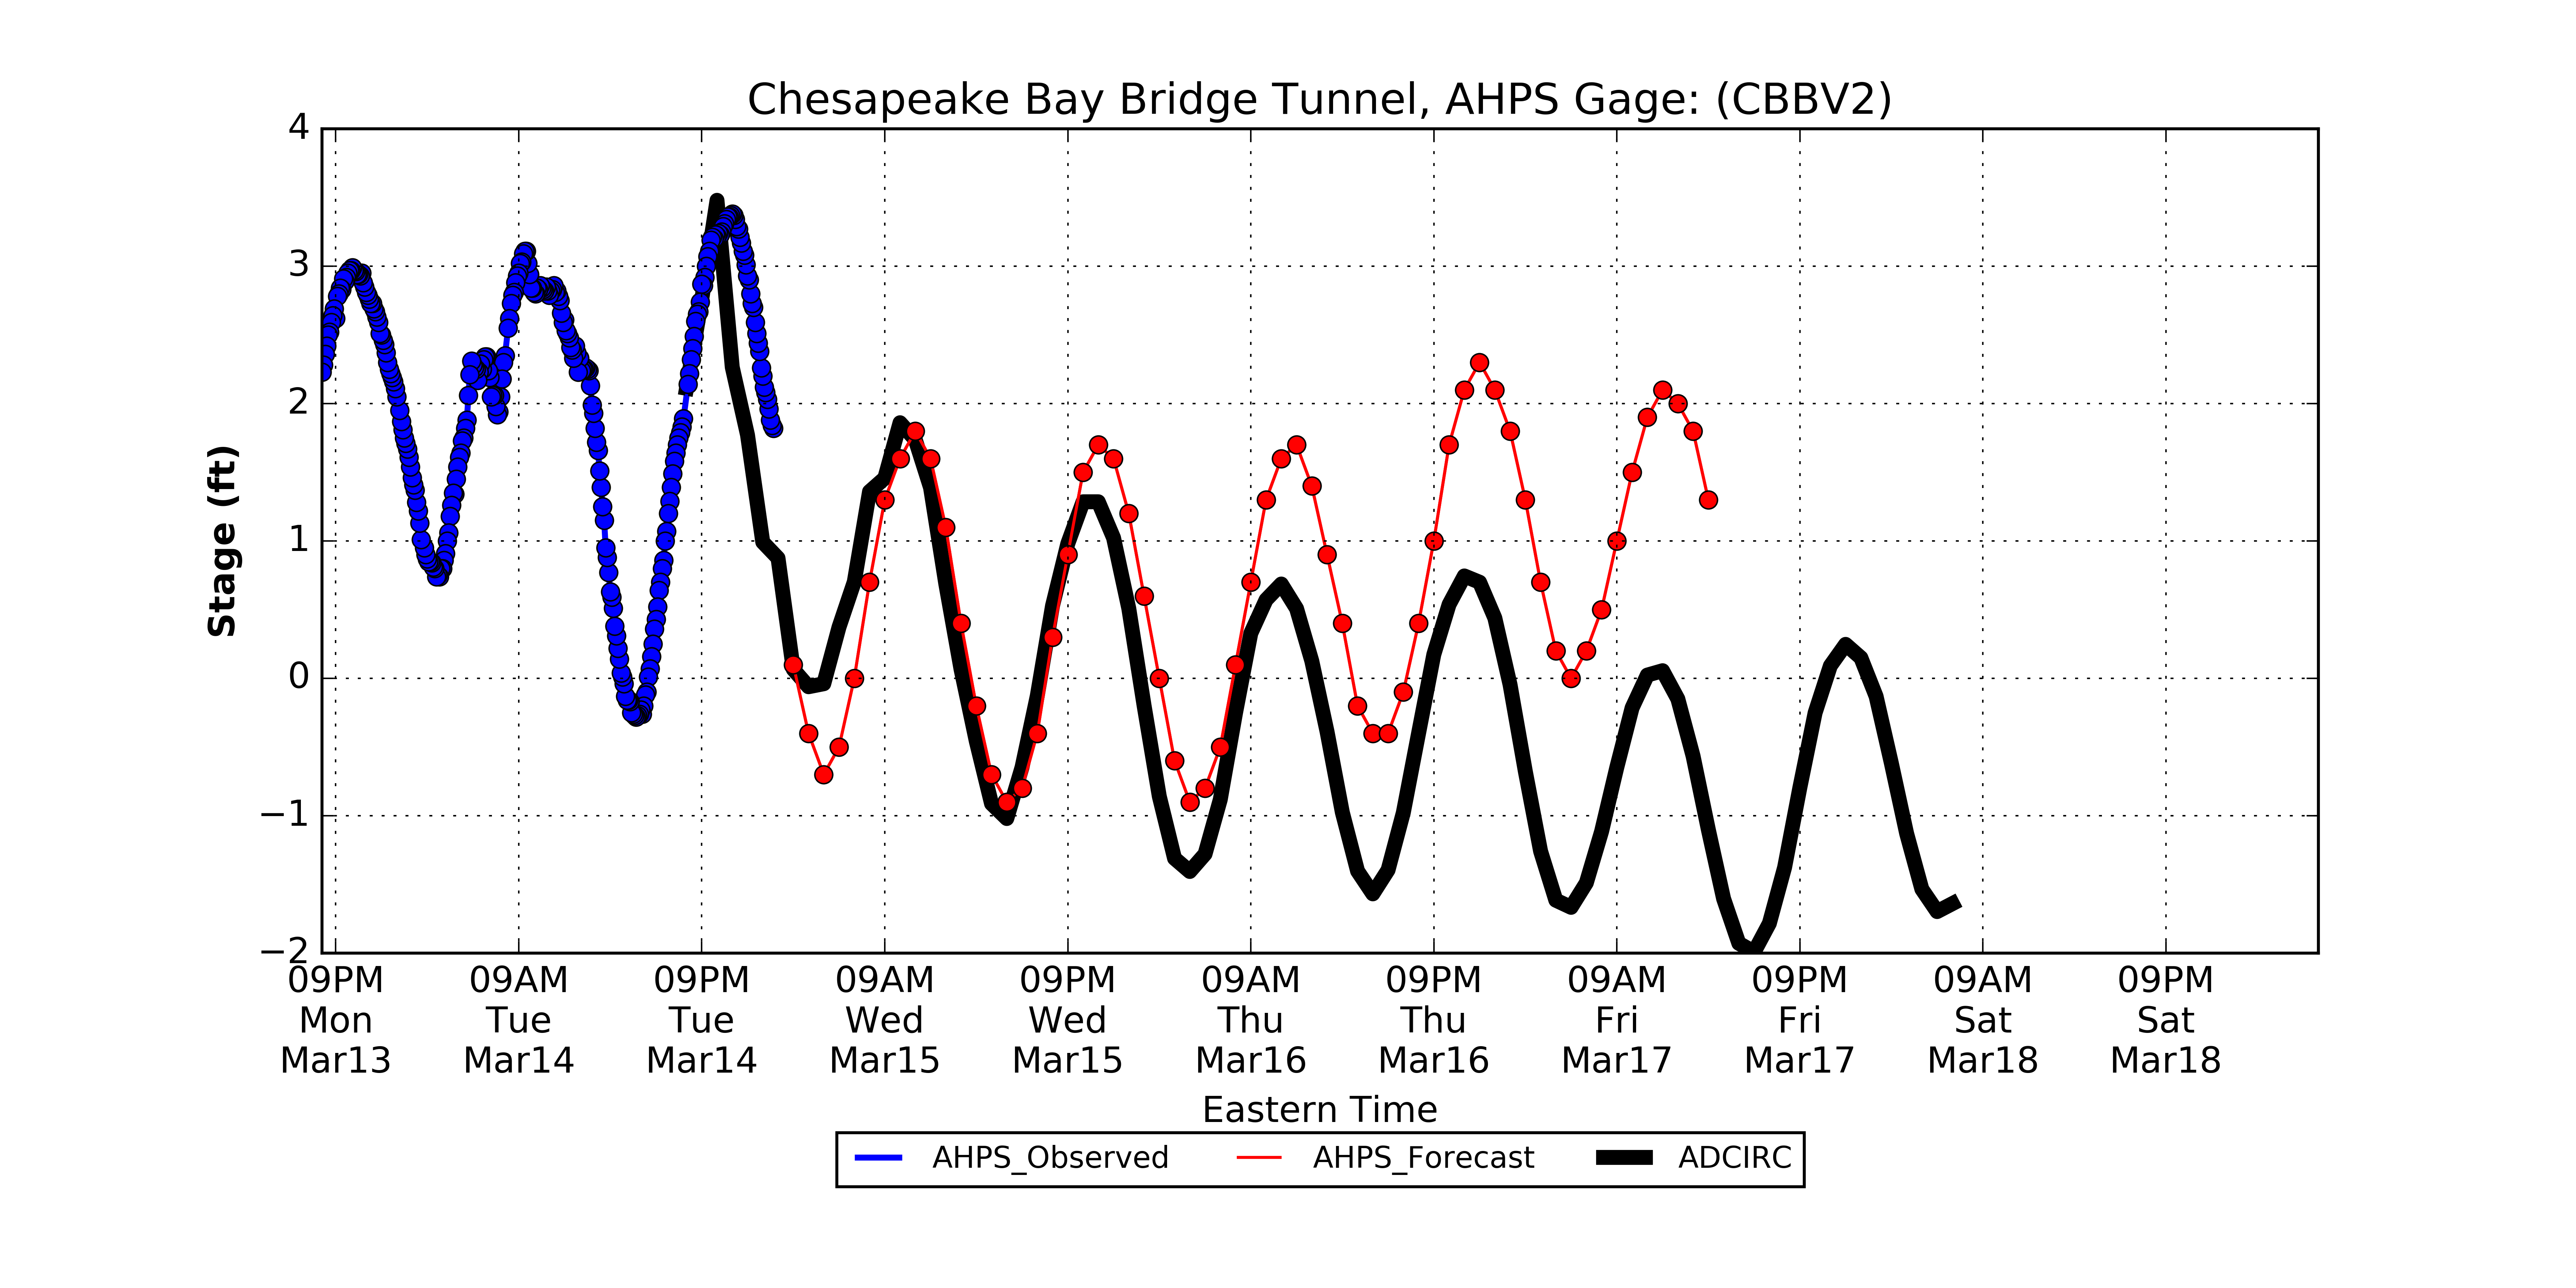 Chesapeake Bay Bridge Tunnel, AHPS Gage: (CBBV2)
4
3
2
1
0
−1
−2
Stage (ft)
09PM 09AM 09PM 09AM 09PM 09AM 09PM 09AM 09PM 09AM 09PM
Mon Tue Tue Wed Wed Thu Thu Fri Fri Sat Sat
Mar13 Mar14 Mar14 Mar15 Mar15 Mar16 Mar16 Mar17 Mar17 Mar18 Mar18
Eastern Time
AHPS_Observed AHPS_Forecast ADCIRC